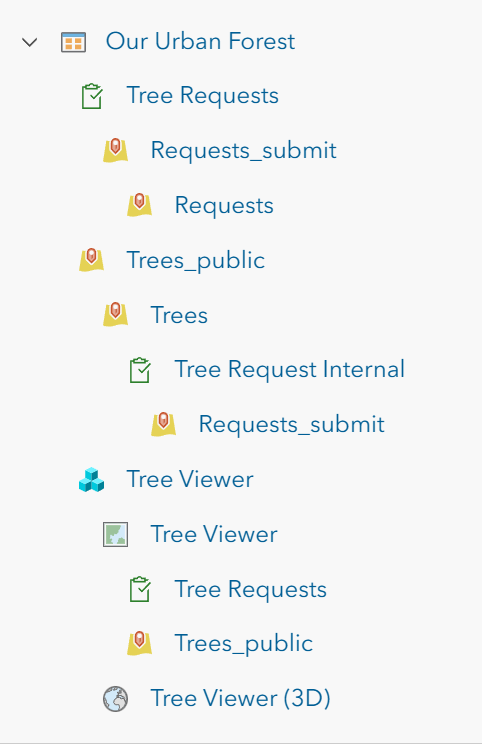 Our Urban Forest
Tree Requests
Requests_submit
Requests
Trees_public
Trees
Tree Request Internal
Requests_submit
Tree Viewer
Tree Viewer
Tree Requests
Trees_public
Tree Viewer (3D)